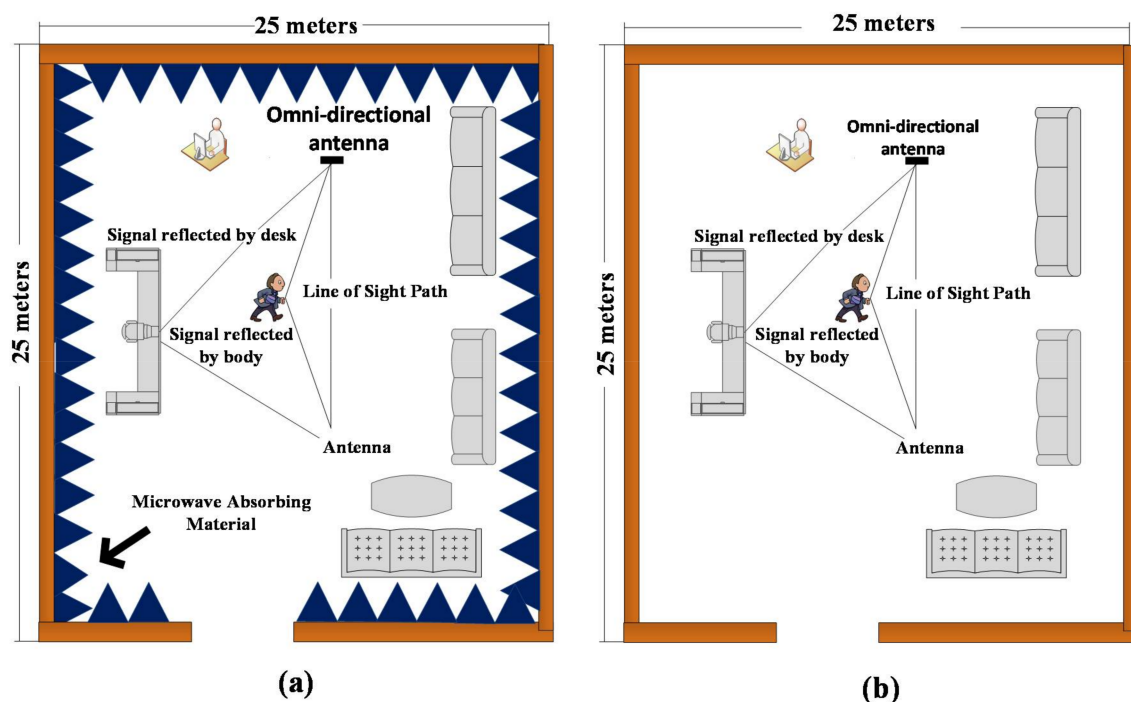 25 meters
25 meters
Omni-directional
antenna
Signal reflected by desk
Line of Sight Path
Signal reflected
by body
Antenna
Microwave Absorbing
Material
(a)
25 meters
25 meters
Omni-directional
antenna
Signal reflected by desk
Line of Sight Path
Signal reflected
by body
Antenna
(b)